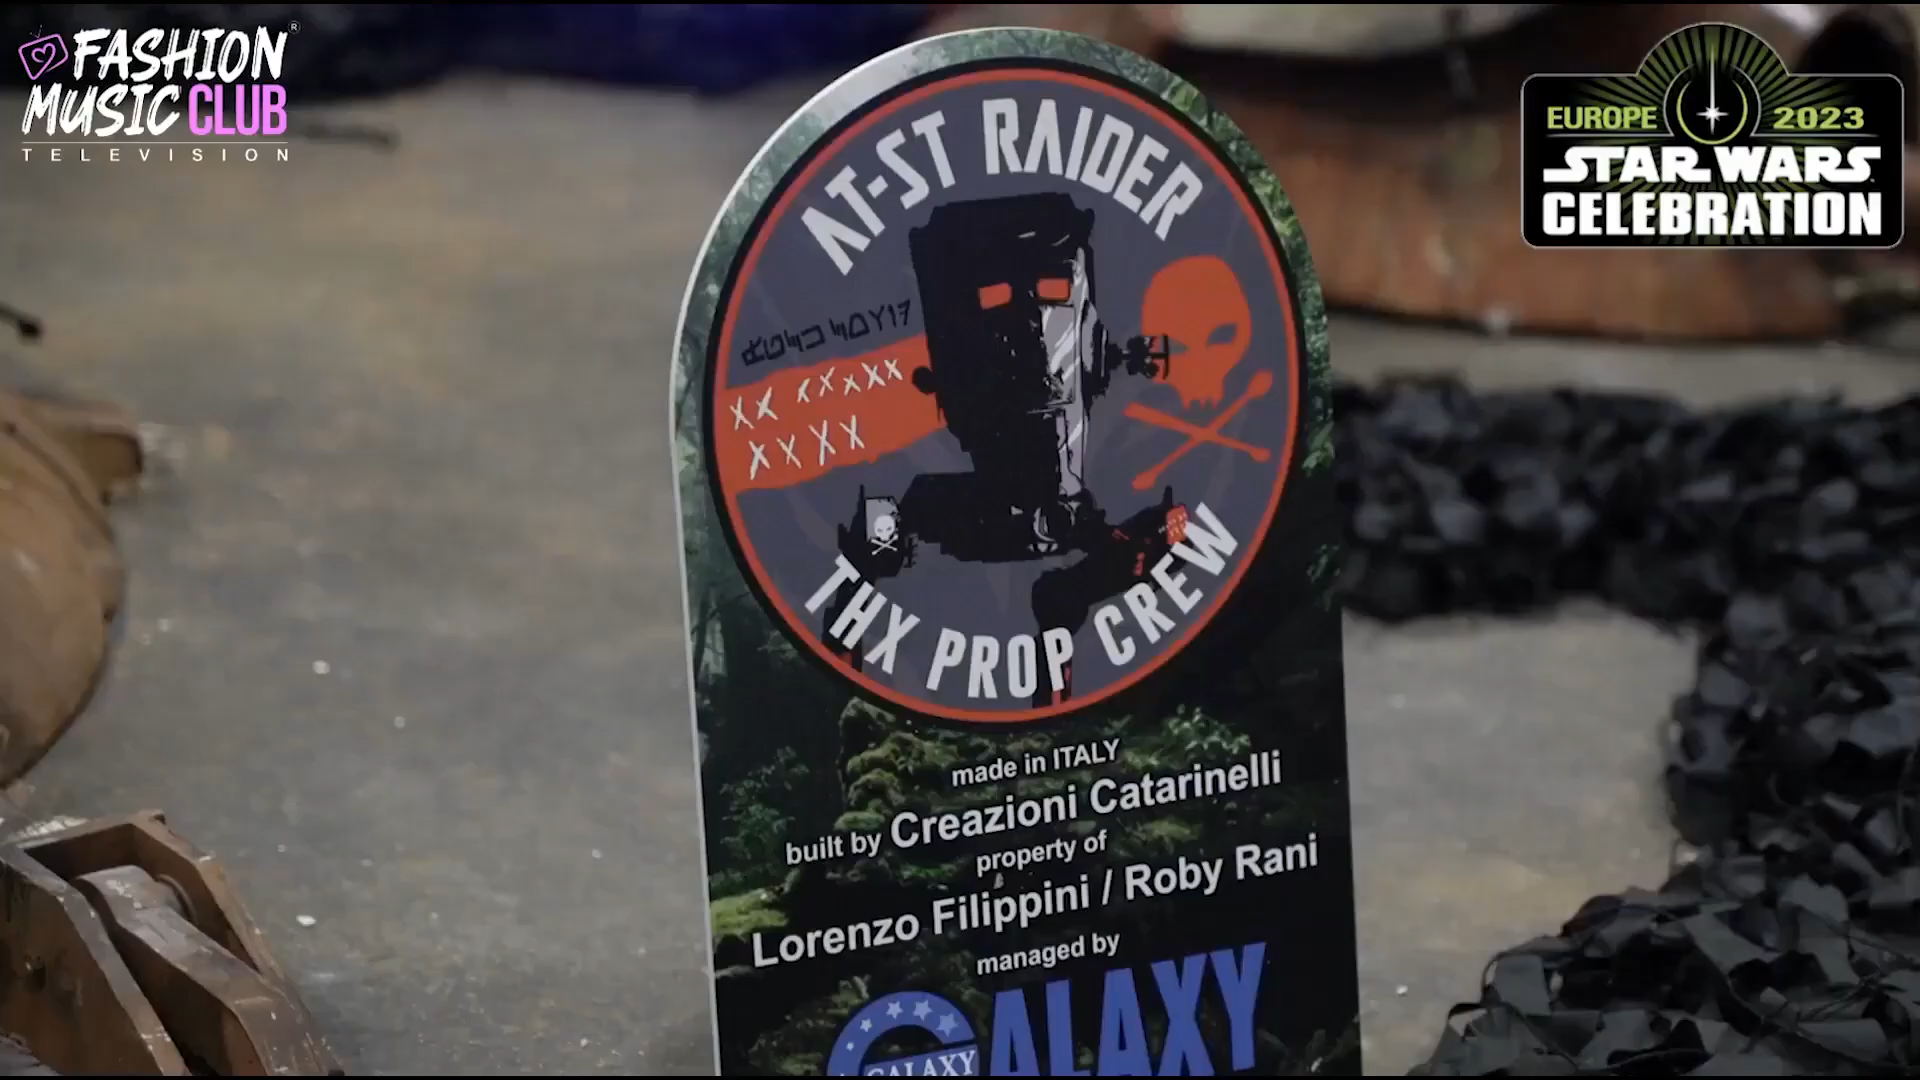 FASHION
MUSIC CLUB
TELEVISION
EUROPE 2023
STAR WARS
CELEBRATION
AT-ST RAIDER
THX PROP CREW
made in ITALY
built by Creazioni Catarinelli
property of
Lorenzo Filippini / Roby Rani
managed by
GALAXY
GALAXY